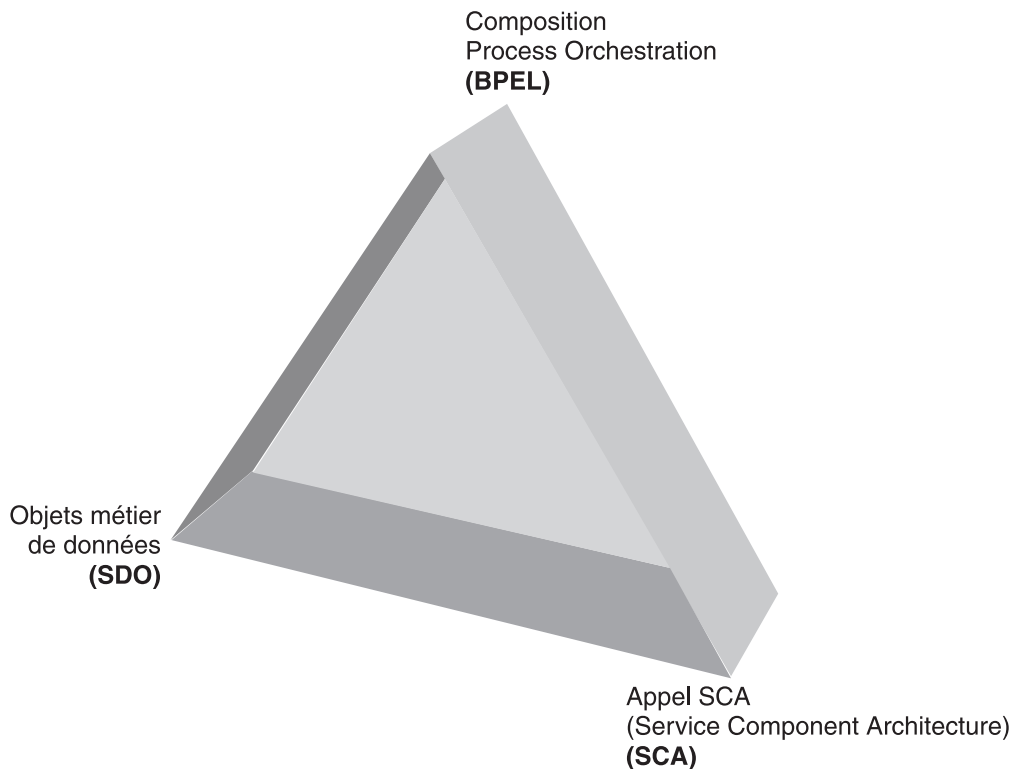 Composition
Process Orchestration
(BPEL)
Objets métier
de données
(SDO)
Appel SCA
(Service Component Architecture)
(SCA)